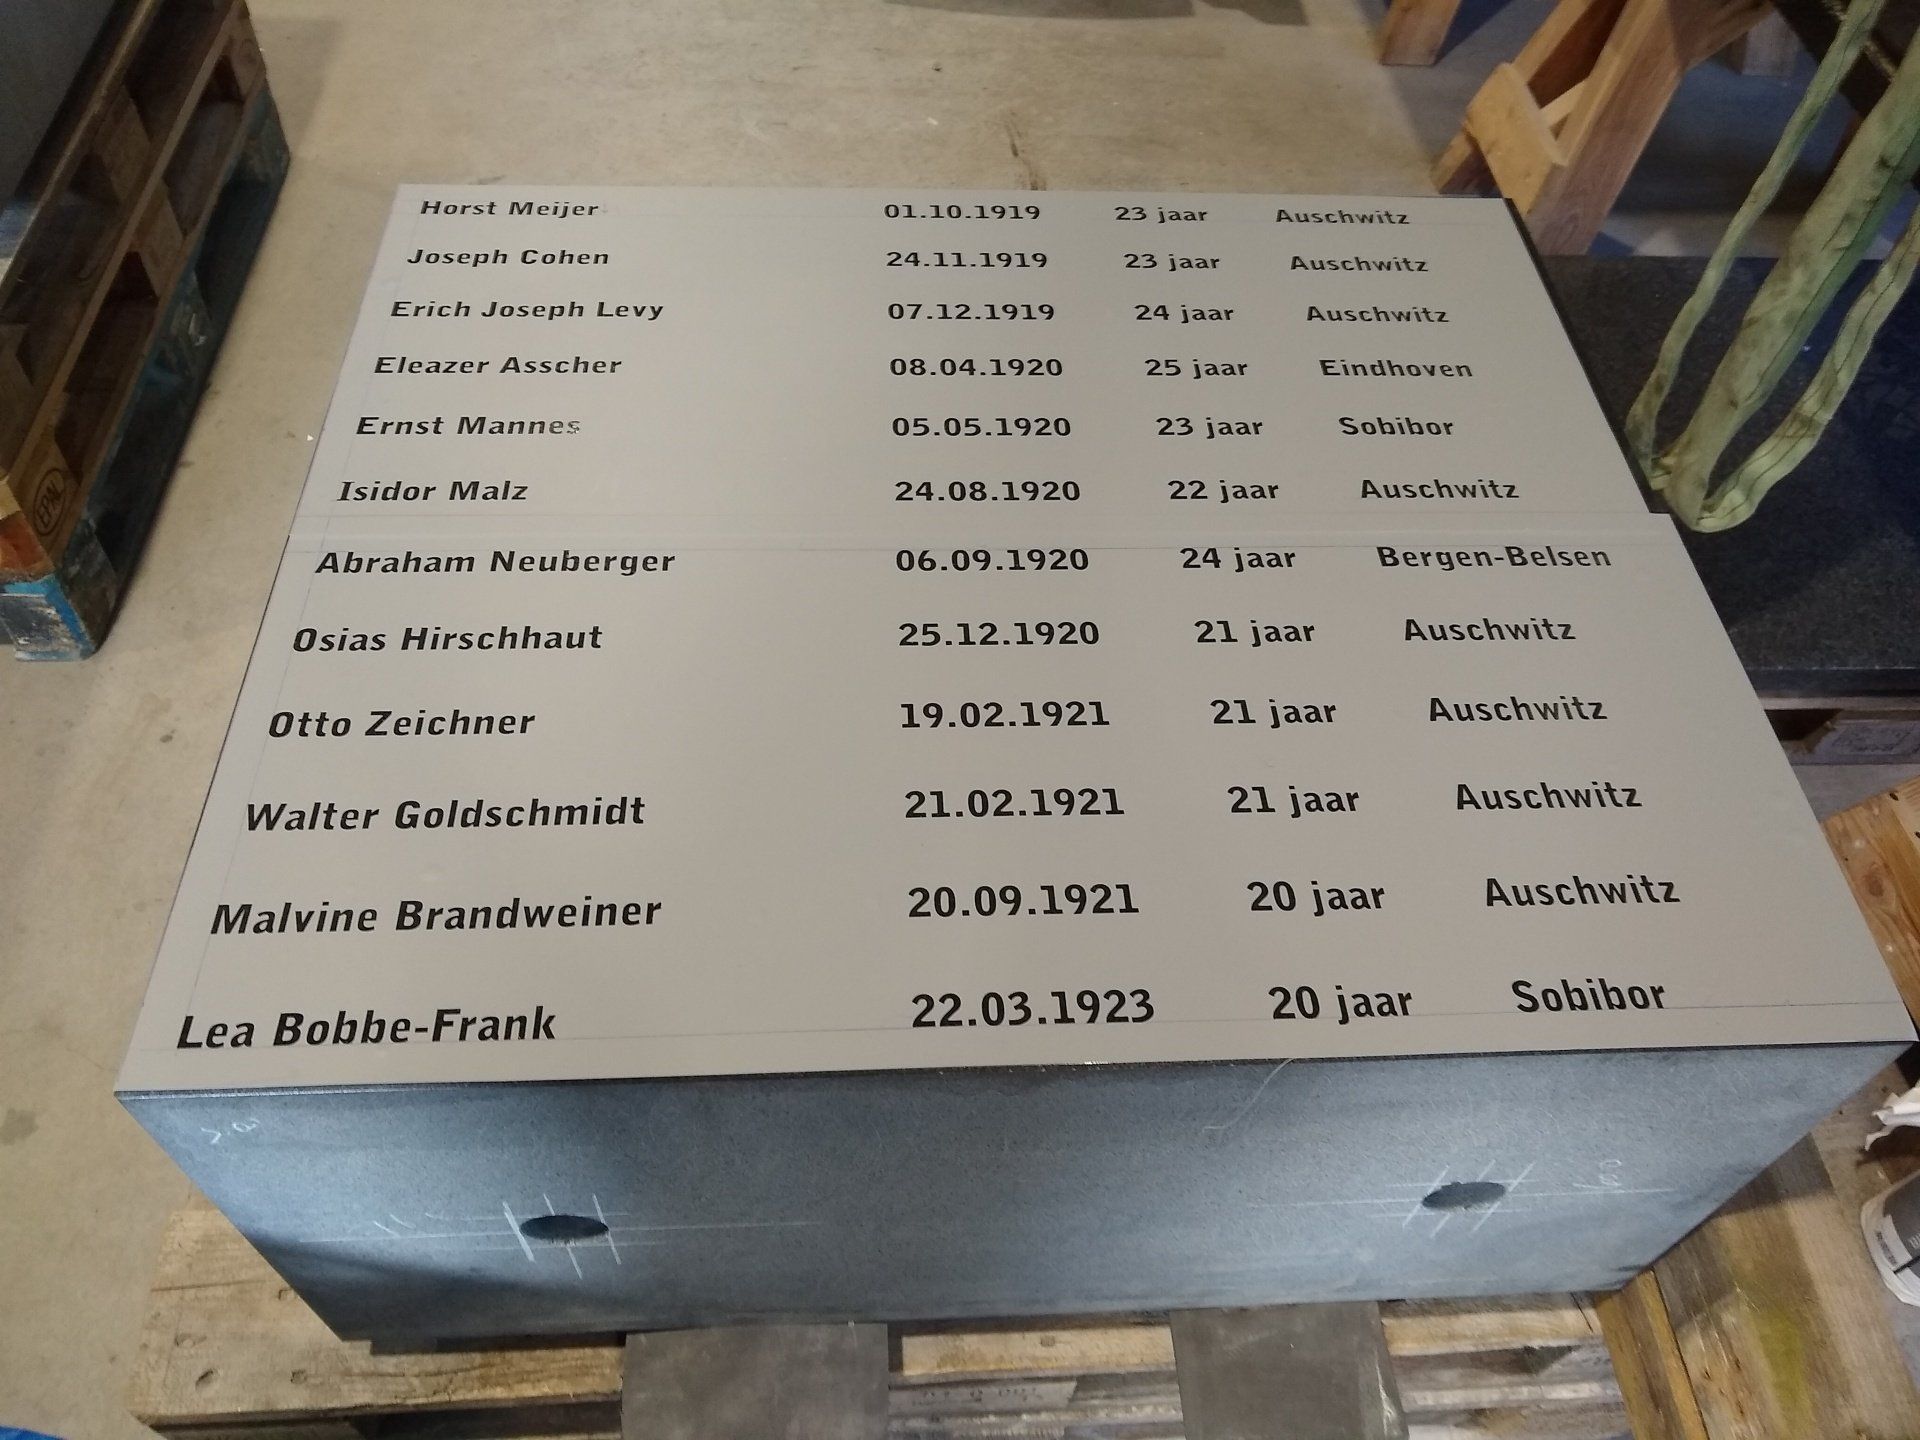 Horst Meijer 01.10.1919 23 jaar Auschwitz
Joseph Cohen 24.11.1919 23 jaar Auschwitz
Erich Joseph Levy 07.12.1919 24 jaar Auschwitz
Eleazer Asscher 08.04.1920 25 jaar Eindhoven
Ernst Mannes 05.05.1920 23 jaar Sobibor
Isidor Malz 24.08.1920 22 jaar Auschwitz
Abraham Neuberger 06.09.1920 24 jaar Bergen-Belsen
Osias Hirschhaut 25.12.1920 21 jaar Auschwitz
Otto Zeichner 19.02.1921 21 jaar Auschwitz
Walter Goldschmidt 21.02.1921 21 jaar Auschwitz
Malvine Brandweiner 20.09.1921 20 jaar Auschwitz
Lea Bobbe-Frank 22.03.1923 20 jaar Sobibor
EPAL